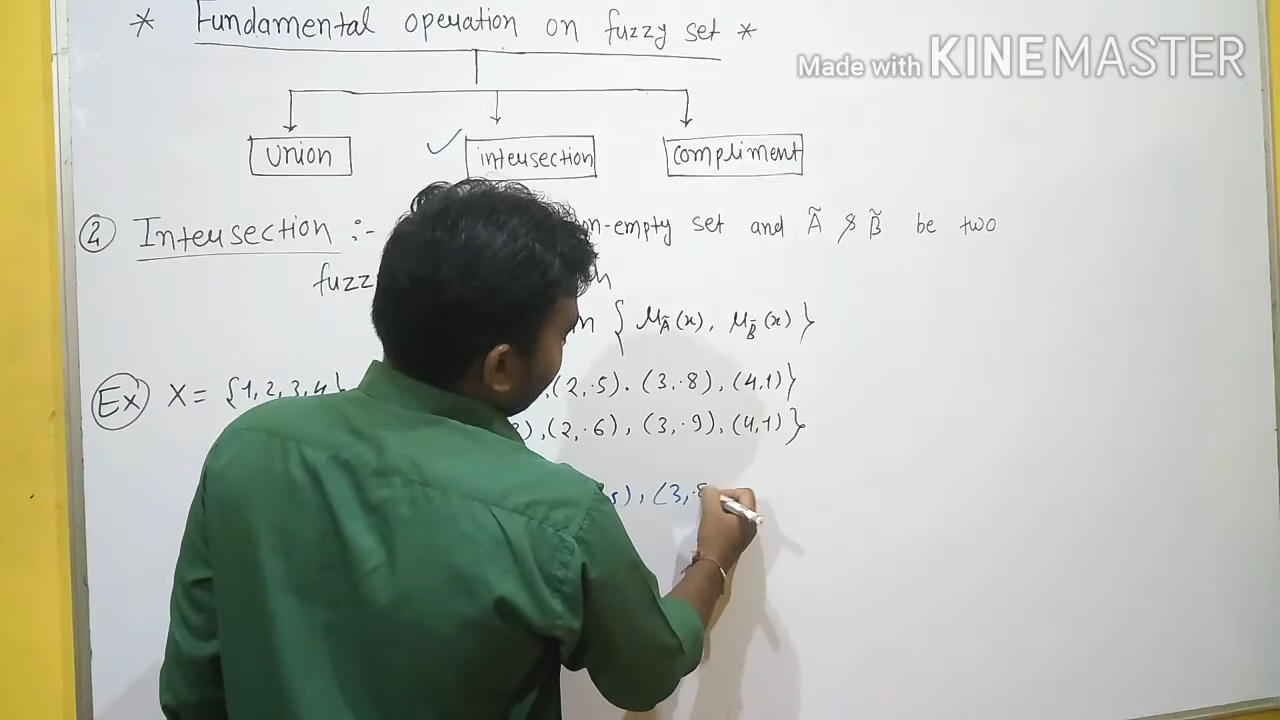 * Fundamental operation on fuzzy set *
Made with KINEMASTER
union
intersection
compliment
2 Intersection :- n-empty set and Ã & B̃ be two
fuzz
{ μÃ(x), μB̃(x) }
Ex X = {1,2,3,4} ,(2,.5). (3,.8), (4,1)}
),(2,.6), (3,.9), (4,1)}
), (3,.8